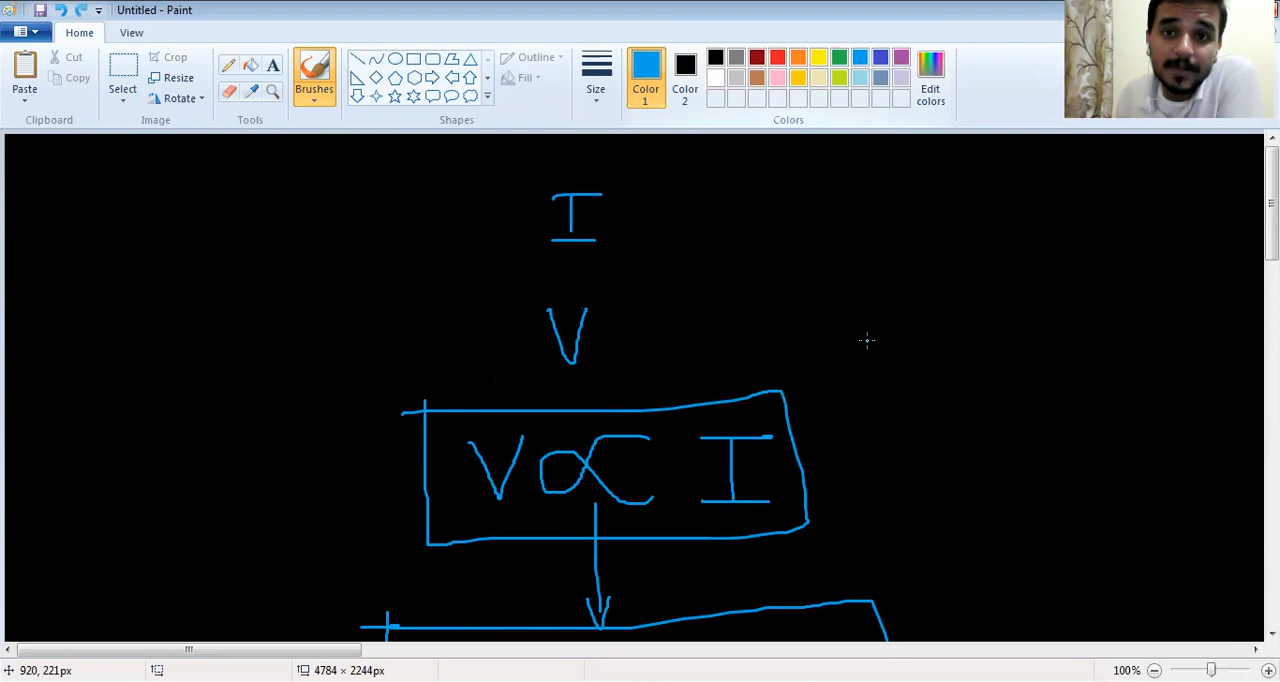 Untitled - Paint
Home View
Paste
Cut
Copy
Clipboard
Select
Crop
Resize
Rotate
Image
A
Tools
Brushes
Outline
Fill
Shapes
Size
Color 1
Color 2
Edit colors
Colors
I
V
V ∝ I
920, 221px
4784 × 2244px
100%